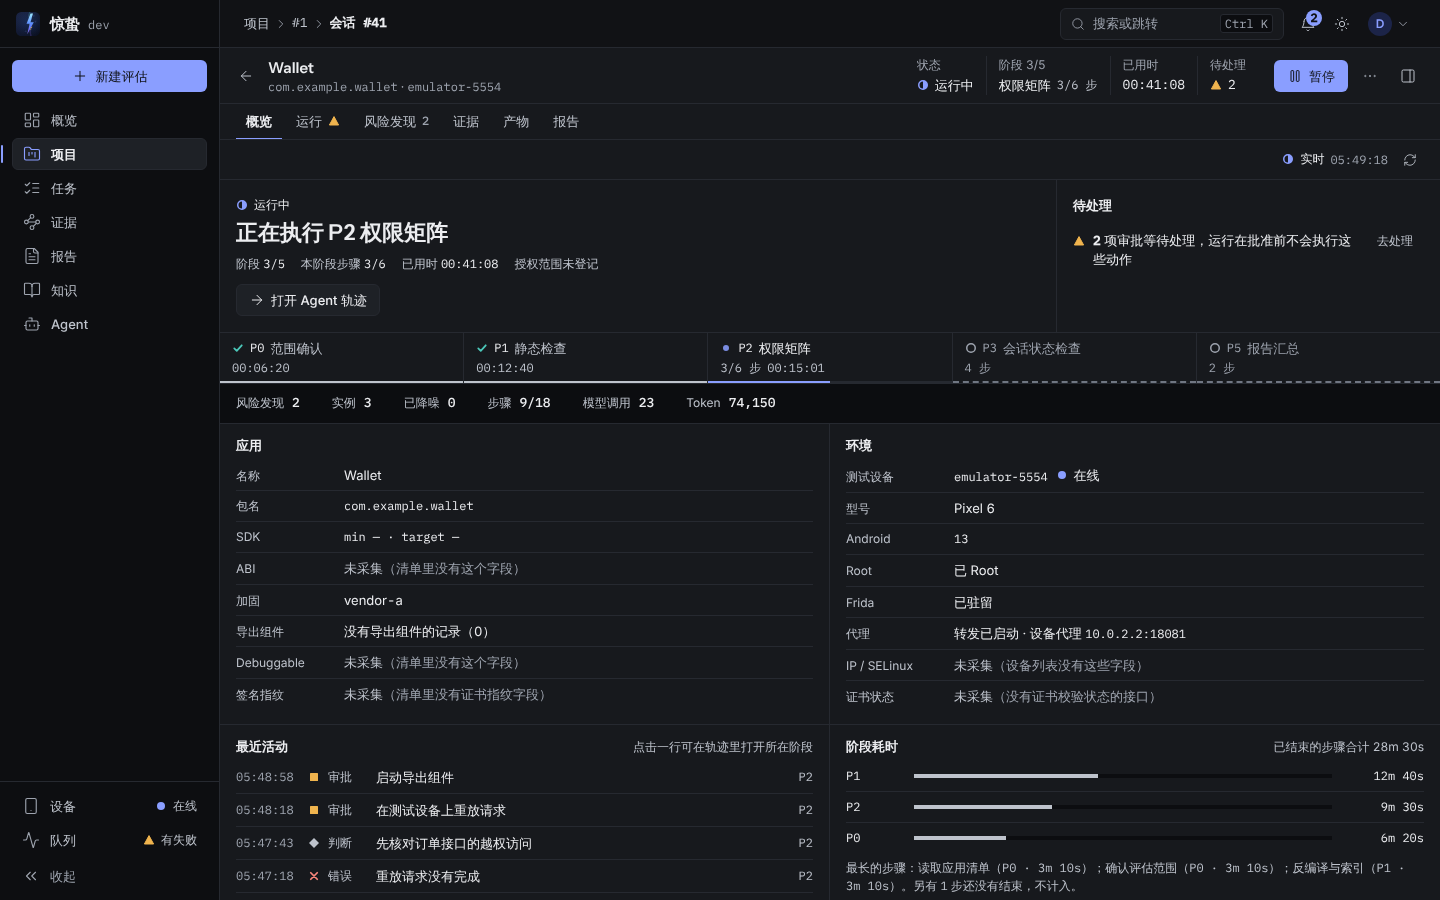 惊蛰 dev
新建评估
概览
项目
任务
证据
报告
知识
Agent
设备 在线
队列 有失败
收起
项目 #1 会话 #41
搜索或跳转 Ctrl K
2
D
Wallet
com.example.wallet·emulator-5554
状态
运行中
阶段 3/5
权限矩阵 3/6 步
已用时
00:41:08
待处理
2
暂停
概览 运行 风险发现 2 证据 产物 报告
实时 05:49:18
运行中
正在执行 P2 权限矩阵
阶段 3/5 本阶段步骤 3/6 已用时 00:41:08 授权范围未登记
打开 Agent 轨迹
待处理
2 项审批等待处理，运行在批准前不会执行这
些动作
去处理
P0 范围确认
00:06:20
P1 静态检查
00:12:40
P2 权限矩阵
3/6 步 00:15:01
P3 会话状态检查
4 步
P5 报告汇总
2 步
风险发现 2 实例 3 已降噪 0 步骤 9/18 模型调用 23 Token 74,150
应用
名称 Wallet
包名 com.example.wallet
SDK min — · target —
ABI 未采集（清单里没有这个字段）
加固 vendor-a
导出组件 没有导出组件的记录（0）
Debuggable 未采集（清单里没有这个字段）
签名指纹 未采集（清单里没有证书指纹字段）
环境
测试设备 emulator-5554 在线
型号 Pixel 6
Android 13
Root 已 Root
Frida 已驻留
代理 转发已启动 · 设备代理 10.0.2.2:18081
IP / SELinux 未采集（设备列表没有这些字段）
证书状态 未采集（没有证书校验状态的接口）
最近活动 点击一行可在轨迹里打开所在阶段
05:48:58 审批 启动导出组件 P2
05:48:18 审批 在测试设备上重放请求 P2
05:47:43 判断 先核对订单接口的越权访问 P2
05:47:18 错误 重放请求没有完成 P2
阶段耗时 已结束的步骤合计 28m 30s
P1 12m 40s
P2 9m 30s
P0 6m 20s
最长的步骤：读取应用清单（P0 · 3m 10s）；确认评估范围（P0 · 3m 10s）；反编译与索引（P1 ·
3m 10s）。另有 1 步还没有结束，不计入。